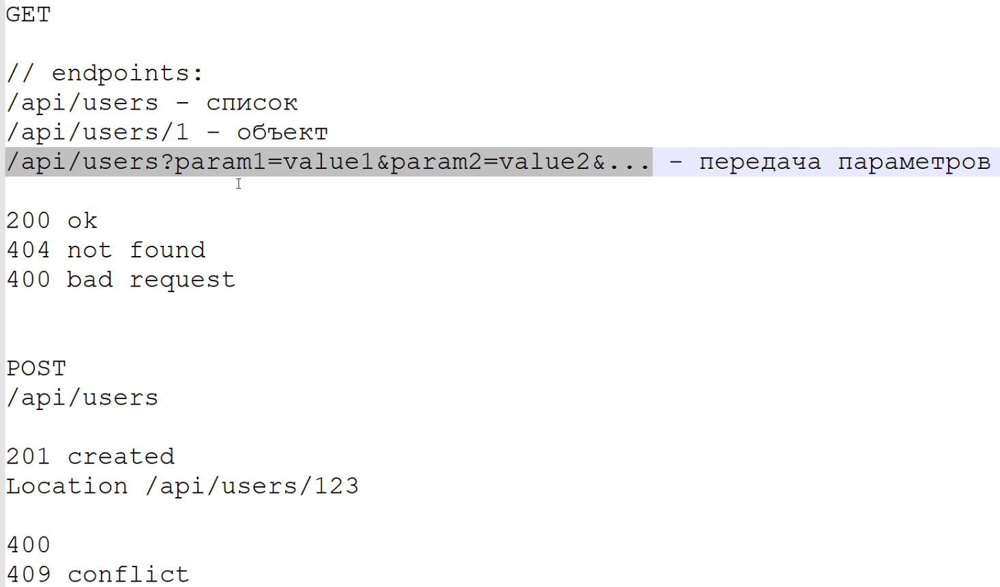 GET
// endpoints:
/api/users - список
/api/users/1 - объект
/api/users?param1=value1&param2=value2&... - передача параметров
200 ok
404 not found
400 bad request
POST
/api/users
201 created
Location /api/users/123
400
409 conflict